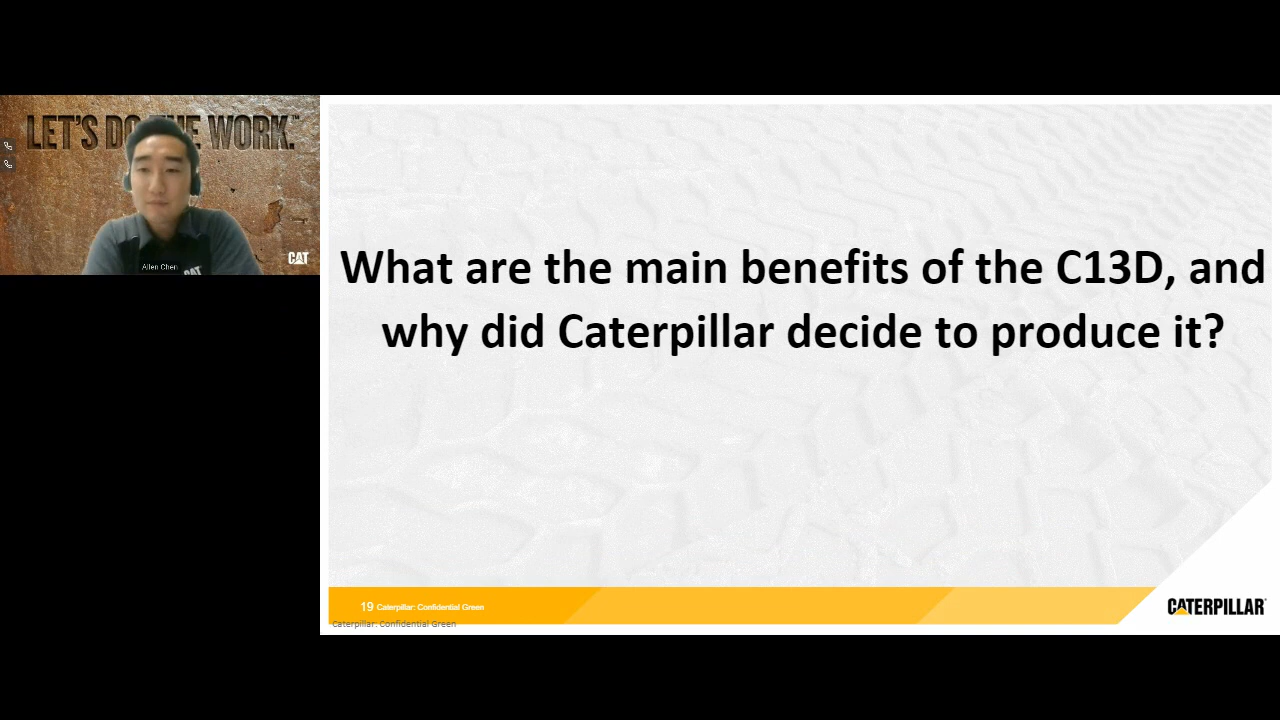 LET'S DO THE WORK.™
CAT
CAT
Allen Chen
What are the main benefits of the C13D, and
why did Caterpillar decide to produce it?
19 Caterpillar: Confidential Green
Caterpillar: Confidential Green
CATERPILLAR®